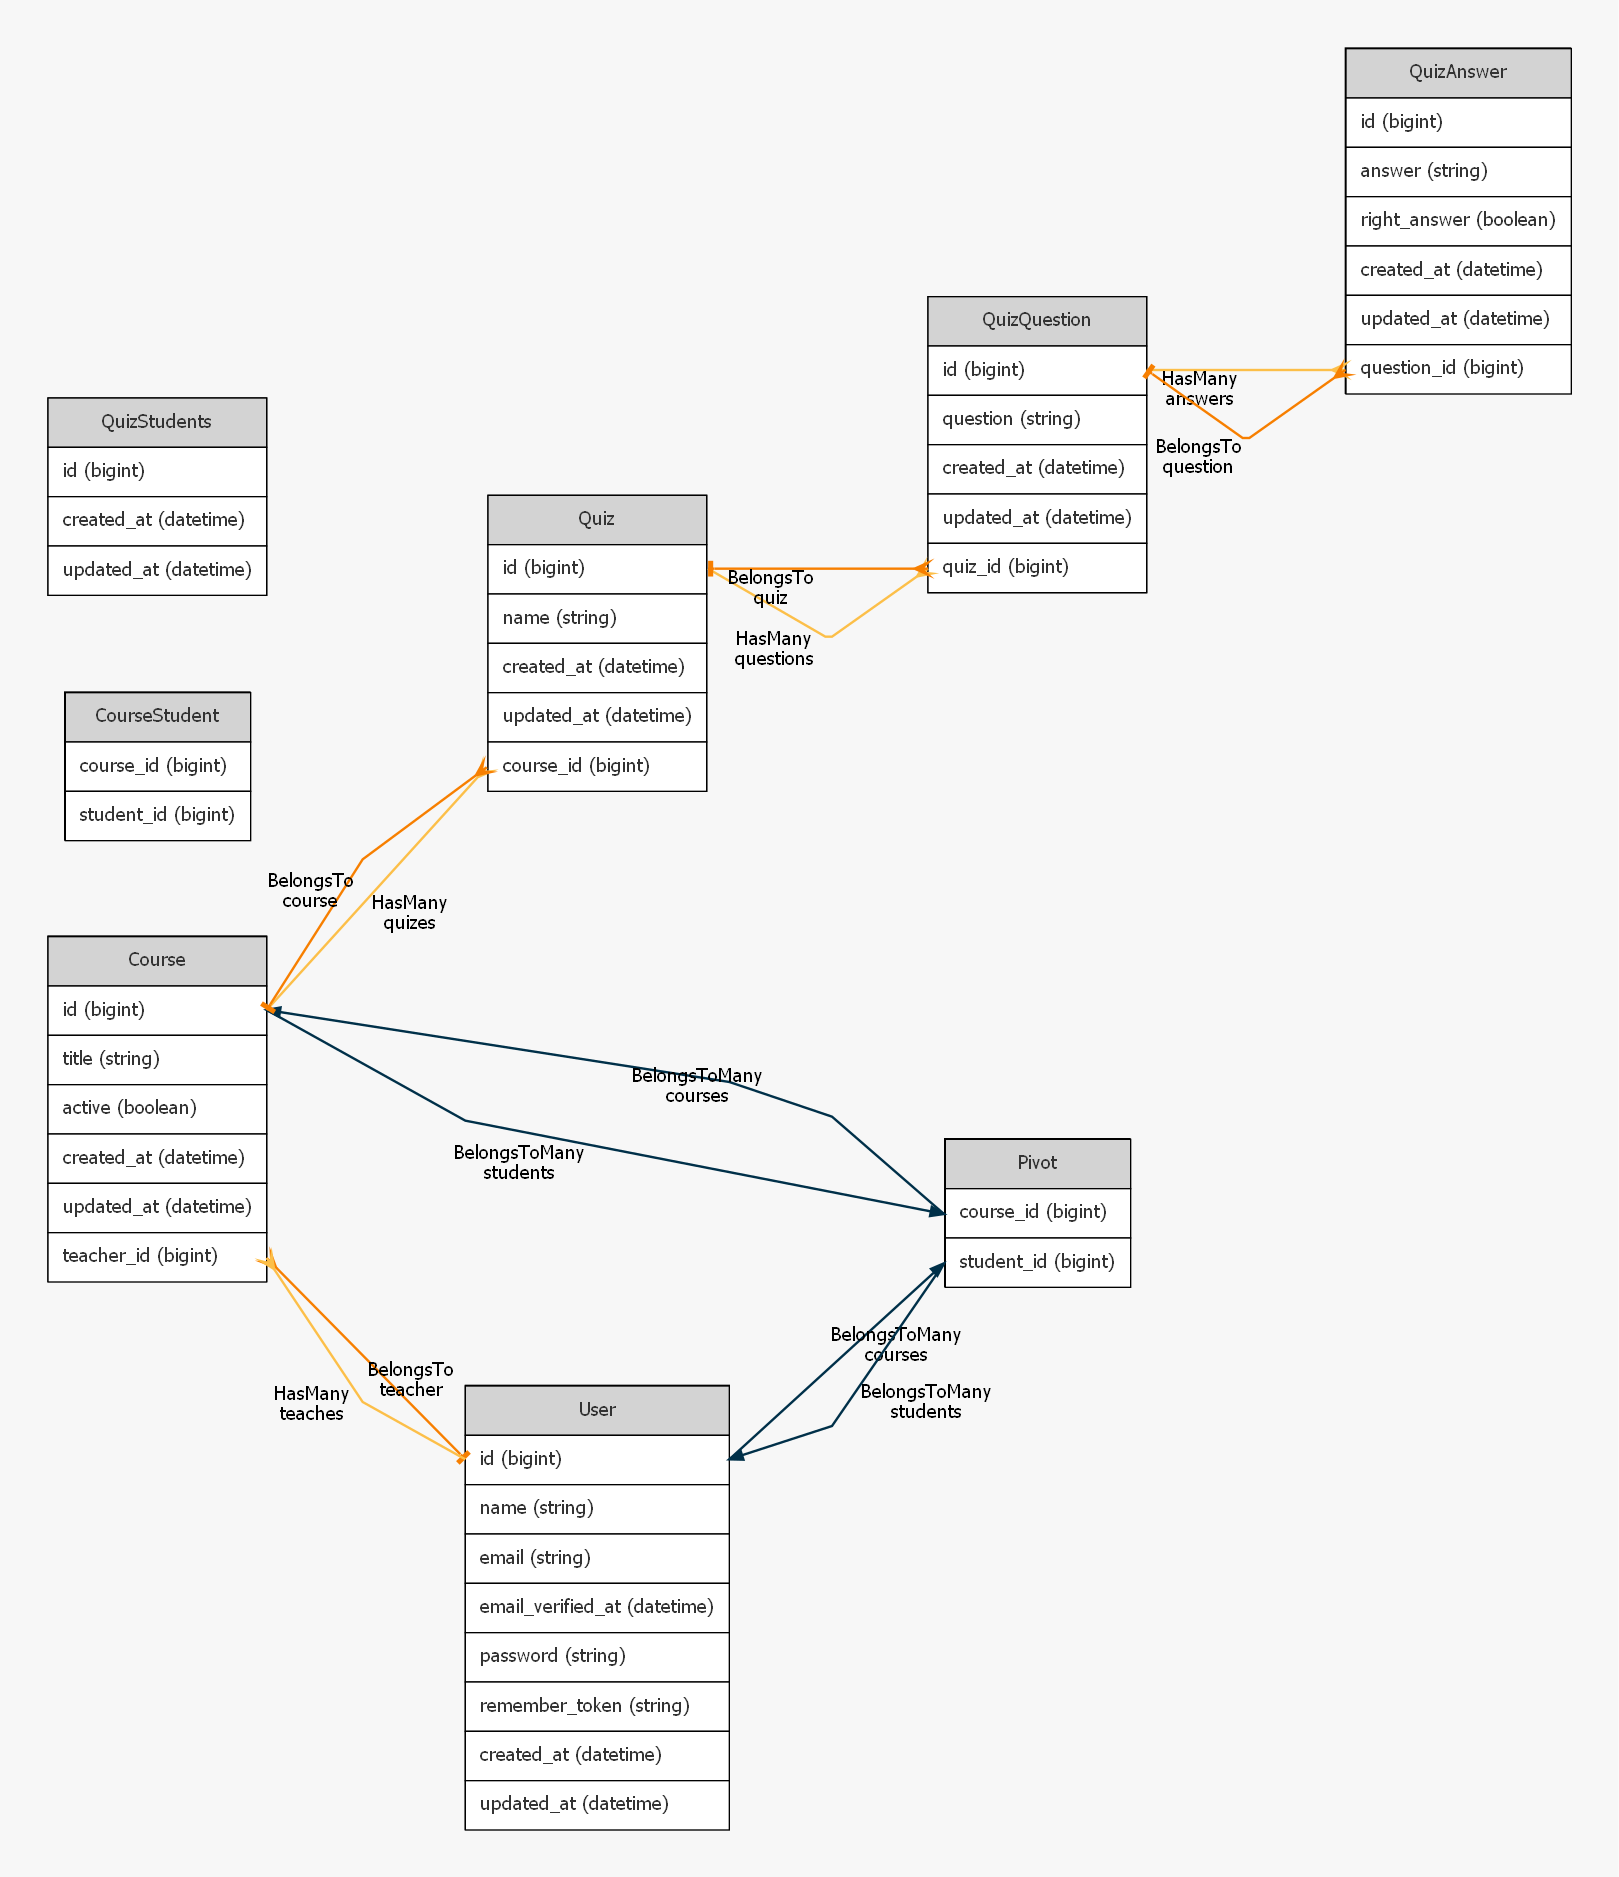 QuizAnswer
id (bigint)
answer (string)
right_answer (boolean)
created_at (datetime)
updated_at (datetime)
question_id (bigint)
QuizQuestion
id (bigint)
question (string)
created_at (datetime)
updated_at (datetime)
quiz_id (bigint)
HasMany
answers
BelongsTo
question
QuizStudents
id (bigint)
created_at (datetime)
updated_at (datetime)
Quiz
id (bigint)
name (string)
created_at (datetime)
updated_at (datetime)
course_id (bigint)
BelongsTo
quiz
HasMany
questions
CourseStudent
course_id (bigint)
student_id (bigint)
BelongsTo
course
HasMany
quizes
Course
id (bigint)
title (string)
active (boolean)
created_at (datetime)
updated_at (datetime)
teacher_id (bigint)
BelongsToMany
courses
BelongsToMany
students
Pivot
course_id (bigint)
student_id (bigint)
BelongsToMany
courses
BelongsToMany
students
BelongsTo
teacher
HasMany
teaches
User
id (bigint)
name (string)
email (string)
email_verified_at (datetime)
password (string)
remember_token (string)
created_at (datetime)
updated_at (datetime)